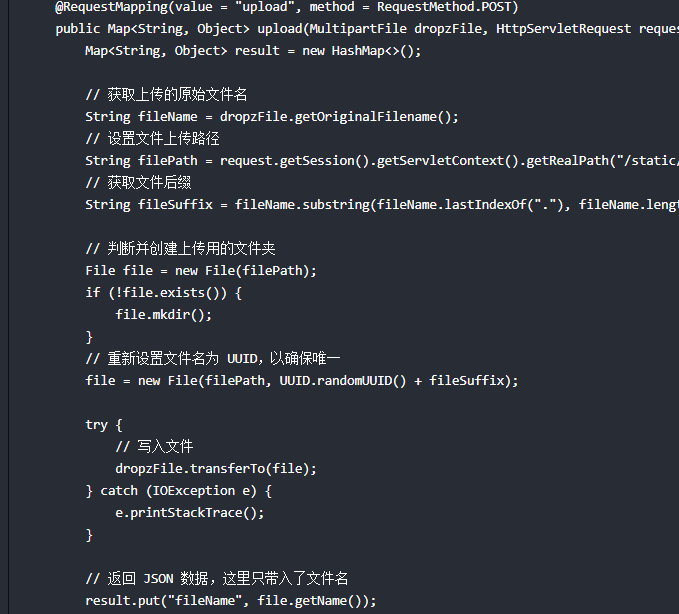 @RequestMapping(value = "upload", method = RequestMethod.POST)
public Map<String, Object> upload(MultipartFile dropzFile, HttpServletRequest reques
Map<String, Object> result = new HashMap<>();
// 获取上传的原始文件名
String fileName = dropzFile.getOriginalFilename();
// 设置文件上传路径
String filePath = request.getSession().getServletContext().getRealPath("/static/
// 获取文件后缀
String fileSuffix = fileName.substring(fileName.lastIndexOf("."), fileName.lengt
// 判断并创建上传用的文件夹
File file = new File(filePath);
if (!file.exists()) {
file.mkdir();
}
// 重新设置文件名为 UUID，以确保唯一
file = new File(filePath, UUID.randomUUID() + fileSuffix);
try {
// 写入文件
dropzFile.transferTo(file);
} catch (IOException e) {
e.printStackTrace();
}
// 返回 JSON 数据，这里只带入了文件名
result.put("fileName", file.getName());